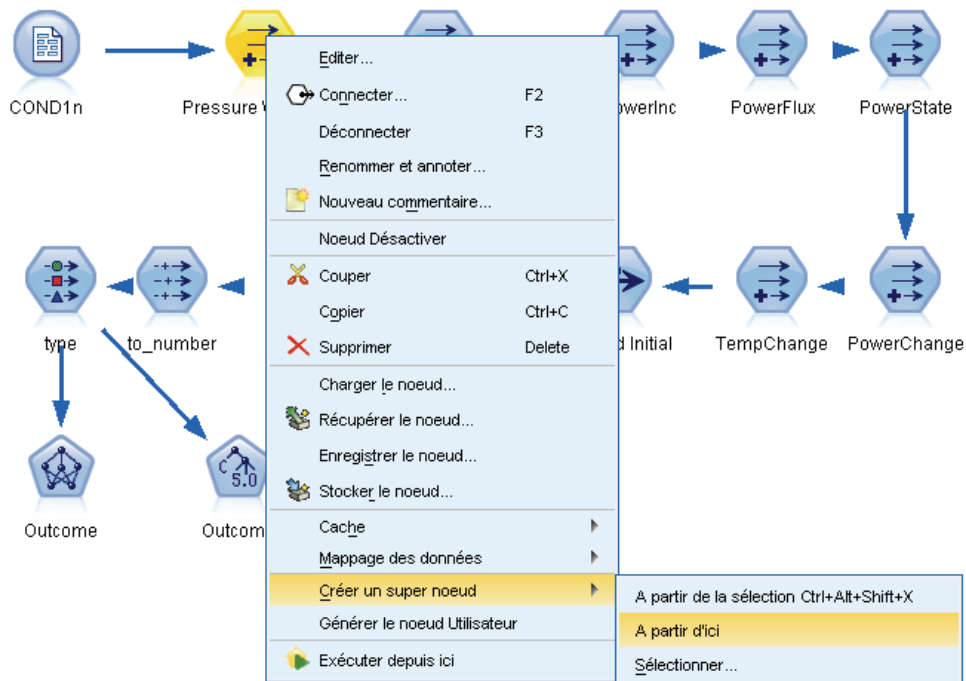 COND1n
Pressure W
werInc
PowerFlux
PowerState
Editer...
Connecter... F2
Déconnecter F3
Renommer et annoter...
Nouveau commentaire...
Noeud Désactiver
Couper Ctrl+X
Copier Ctrl+C
Supprimer Delete
Charger le noeud...
Récupérer le noeud...
Enregistrer le noeud...
Stocker le noeud...
Cache
Mappage des données
Créer un super noeud
Générer le noeud Utilisateur
Exécuter depuis ici
A partir de la sélection Ctrl+Alt+Shift+X
A partir d'ici
Sélectionner...
type
to_number
d Initial
TempChange
PowerChange
Outcome
C 5.0
Outcom